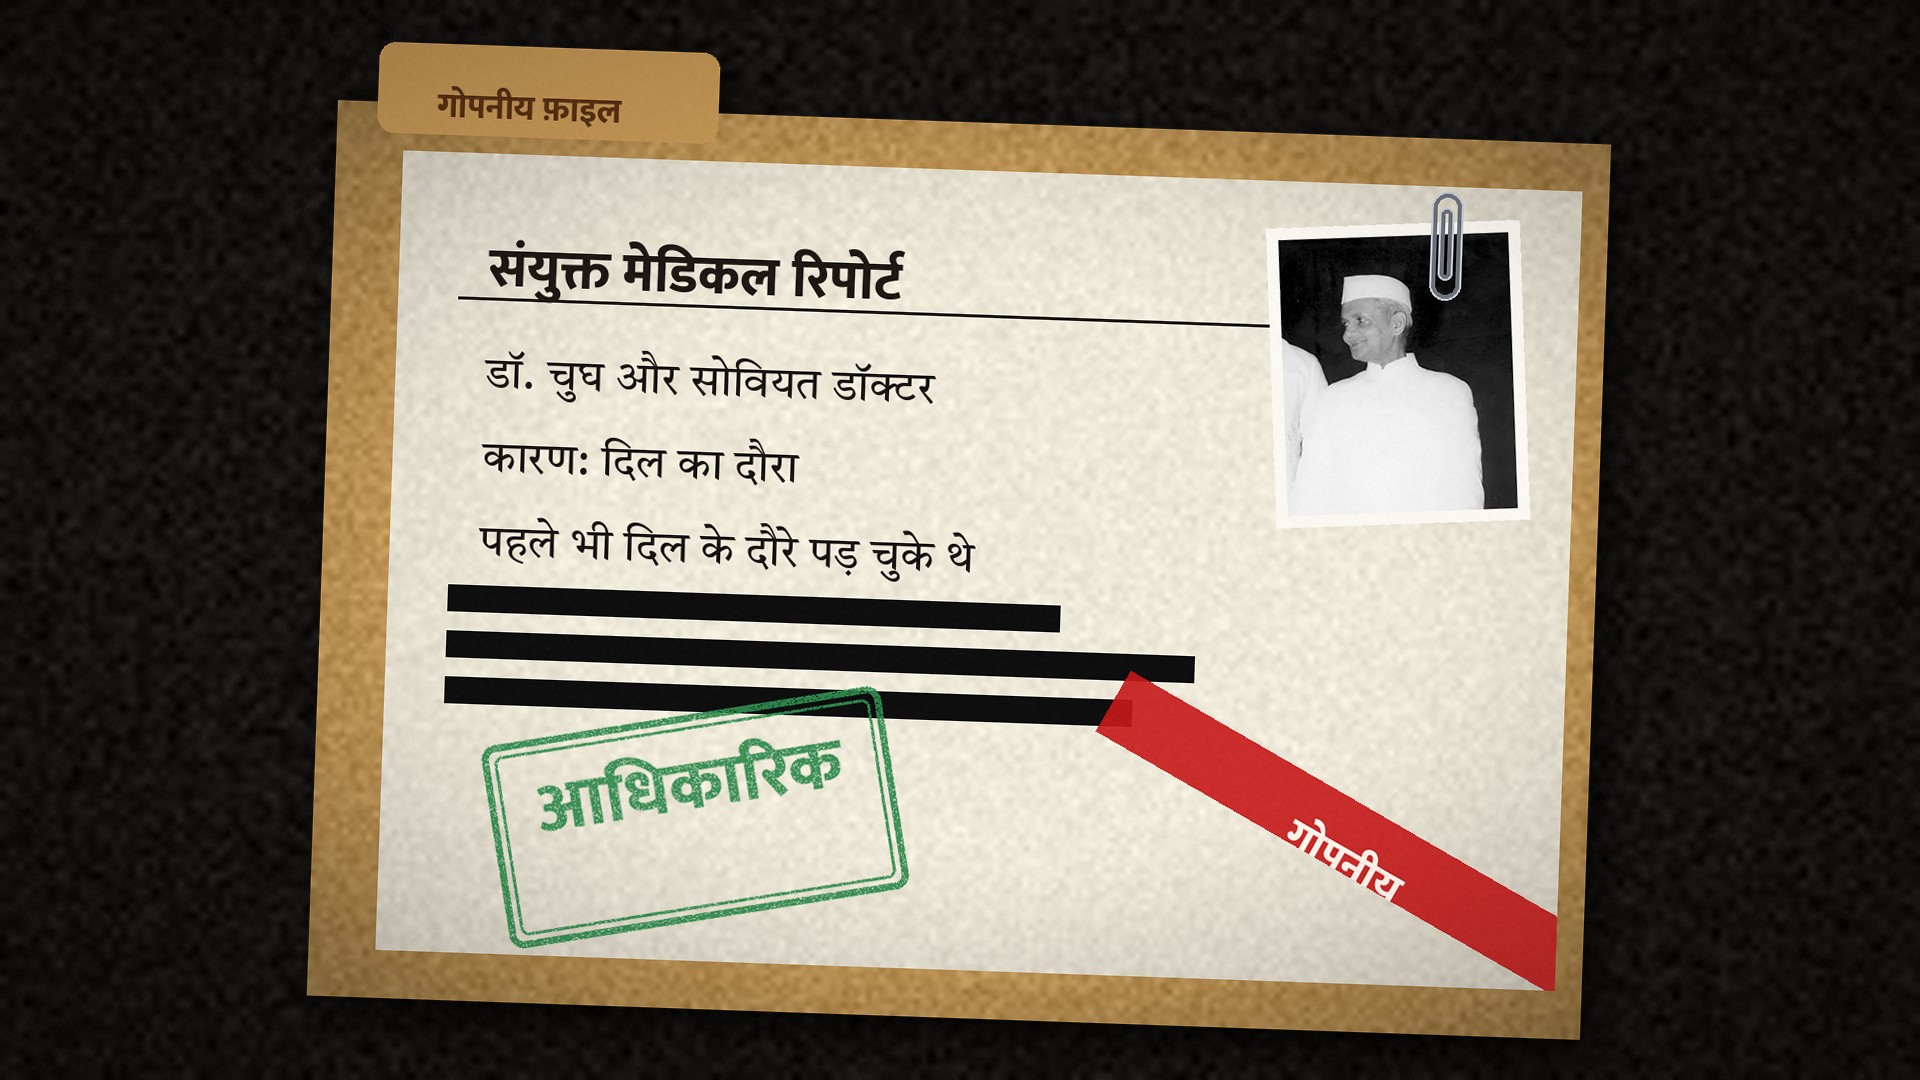 गोपनीय फ़ाइल
संयुक्त मेडिकल रिपोर्ट
डॉ. चुघ और सोवियत डॉक्टर
कारण: दिल का दौरा
पहले भी दिल के दौरे पड़ चुके थे
आधिकारिक
गोपनीय